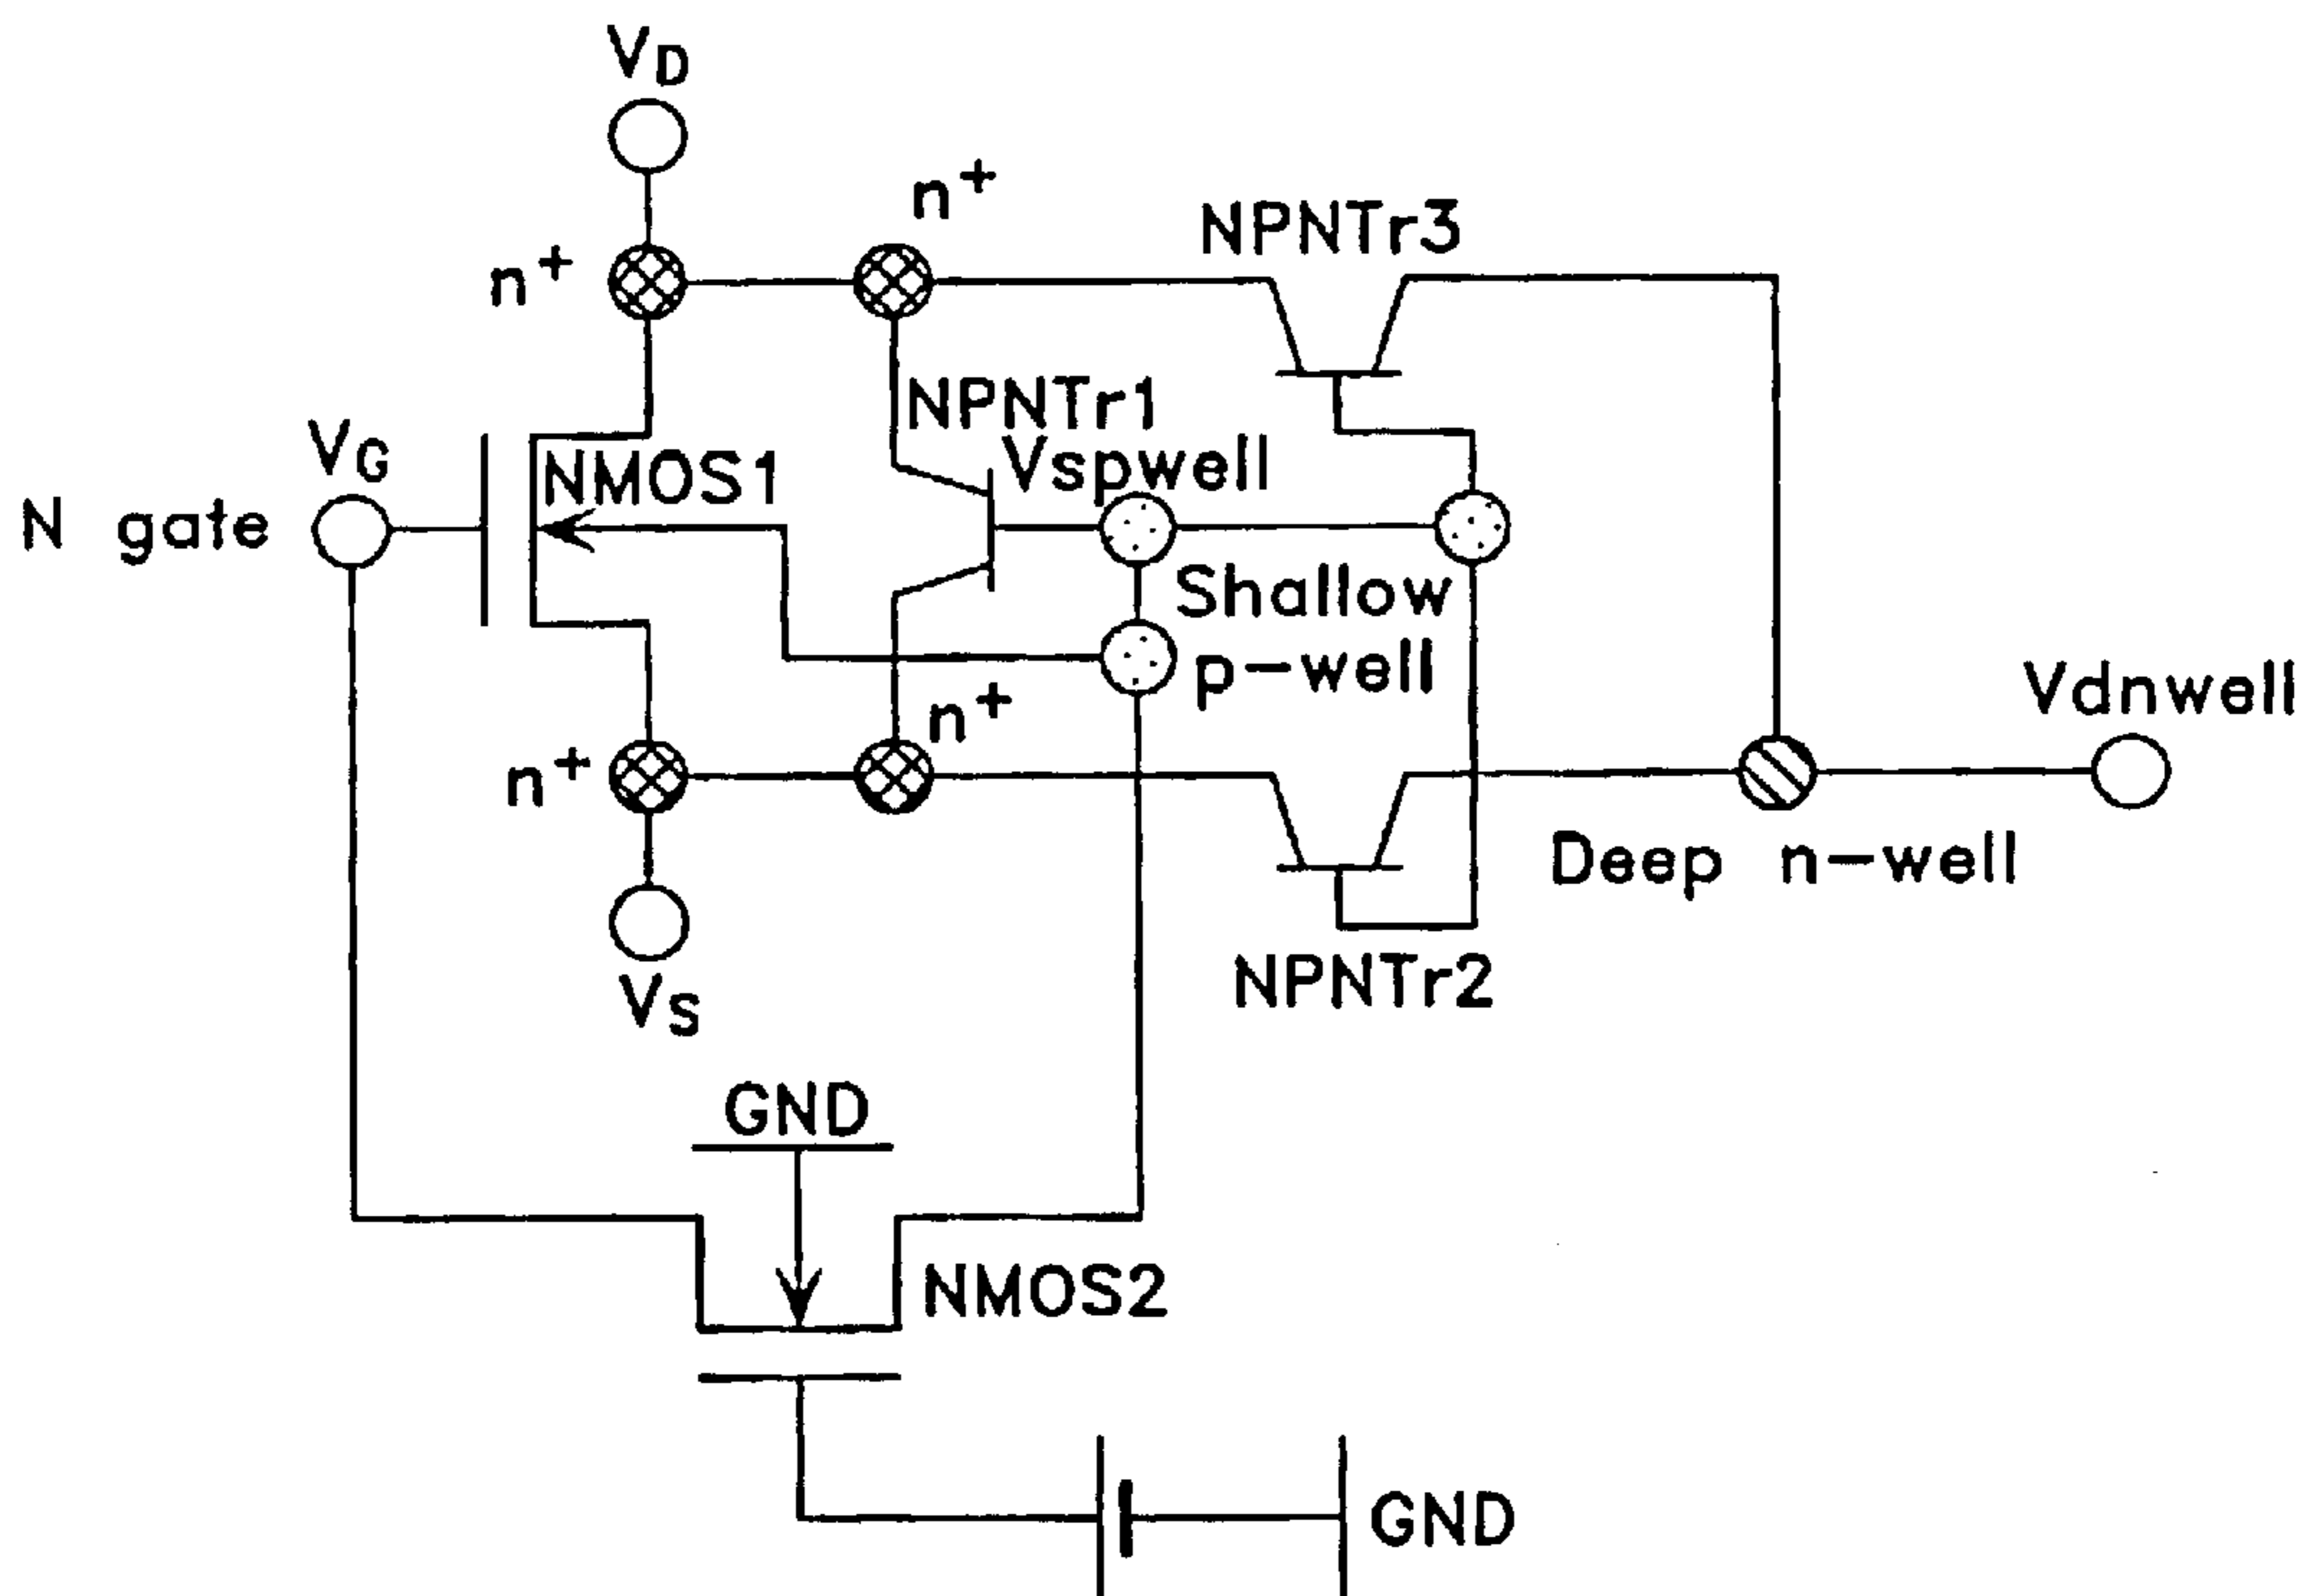 VD
n+
n+
NPNTr3
NPNTr1
VG
NMOS1
Vspwell
N gate
Shallow
p-well
n+
n+
Vdnwell
Deep n-well
VS
NPNTr2
GND
NMOS2
GND